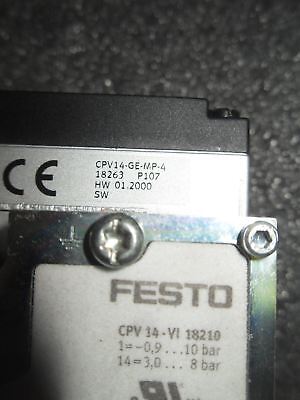 CE
CPV14-GE-MP-4
18263 P107
HW 01.2000
SW
FESTO
CPV 14-VI 18210
1=-0,9 ...10 bar
14=3,0 ... 8 bar